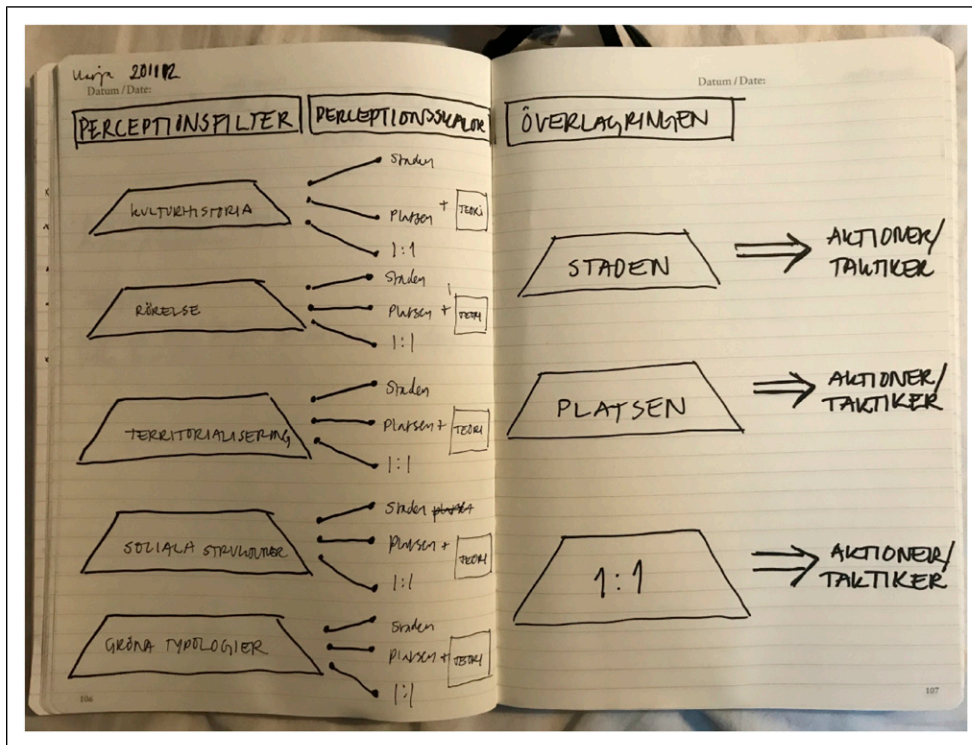 201112
Datum / Date:
PERCEPTIONSFILTER
PERCEPTIONSSKALOR
KULTURHISTORIA
Staden
Platsen + TEORI
1:1
RÖRELSE
Staden
Platsen + TEORI
1:1
TERRITORIALISERING
Staden
Platsen + TEORI
1:1
SOCIALA STRUKTURER
Staden platsen
Platsen + TEORI
1:1
GRÖNA TYPOLOGIER
Staden
Platsen + TEORI
1:1
106
Datum / Date:
ÖVERLAGRINGEN
STADEN
AKTIONER/
TAKTIKER
PLATSEN
AKTIONER/
TAKTIKER
1:1
AKTIONER/
TAKTIKER
107